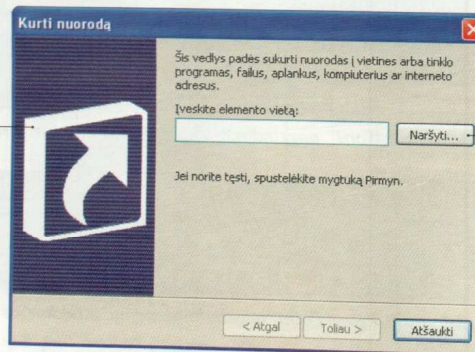 Kurti nuorodą
Šis vedlys padės sukurti nuorodas į vietines arba tinklo
programas, failus, aplankus, kompiuterius ar interneto
adresus.
Įveskite elemento vietą:
Naršyti...
Jei norite tęsti, spustelėkite mygtuką Pirmyn.
< Atgal
Toliau >
Atšaukti